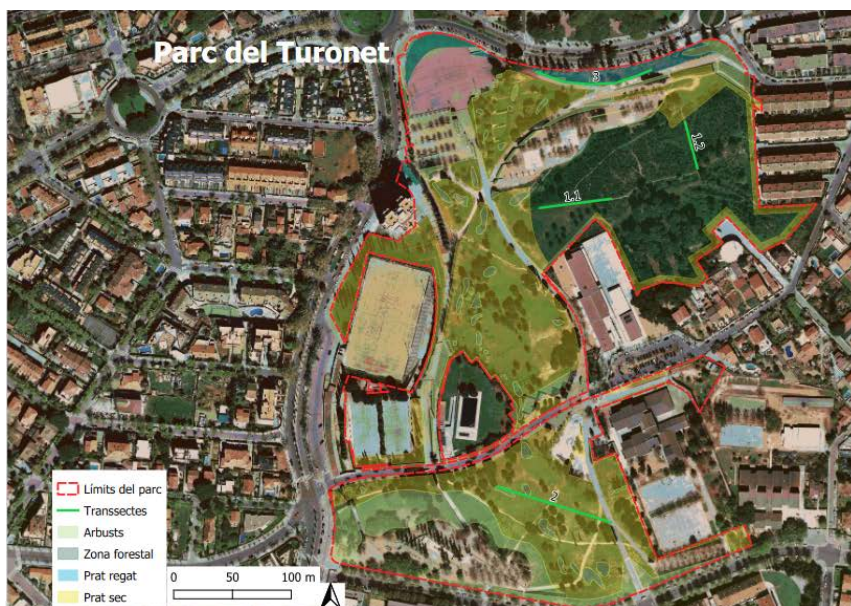 Parc del Turonet
3
1.2
1.1
2
Límits del parc
Transsectes
Arbusts
Zona forestal
Prat regat
Prat sec
0 50 100 m